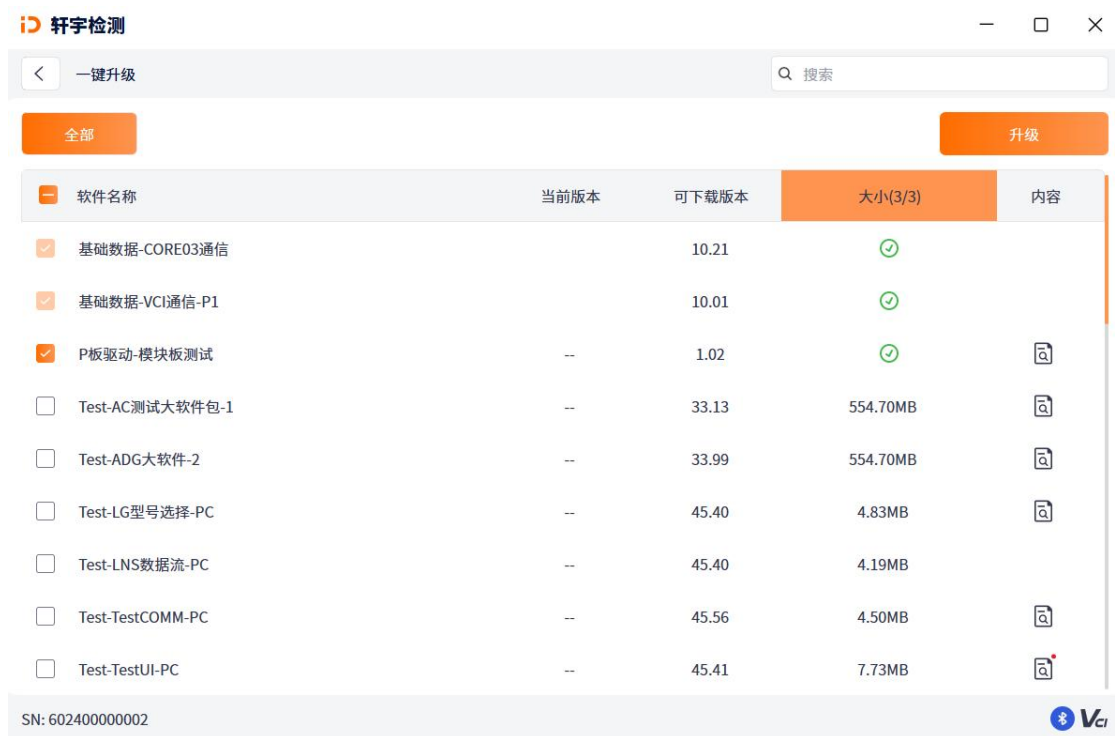 轩宇检测
一键升级 搜索
全部 升级
软件名称 当前版本 可下载版本 大小(3/3) 内容
基础数据-CORE03通信 10.21
基础数据-VCI通信-P1 10.01
P板驱动-模块板测试 -- 1.02
Test-AC测试大软件包-1 -- 33.13 554.70MB
Test-ADG大软件-2 -- 33.99 554.70MB
Test-LG型号选择-PC -- 45.40 4.83MB
Test-LNS数据流-PC -- 45.40 4.19MB
Test-TestCOMM-PC -- 45.56 4.50MB
Test-TestUI-PC -- 45.41 7.73MB
SN: 602400000002 VCI